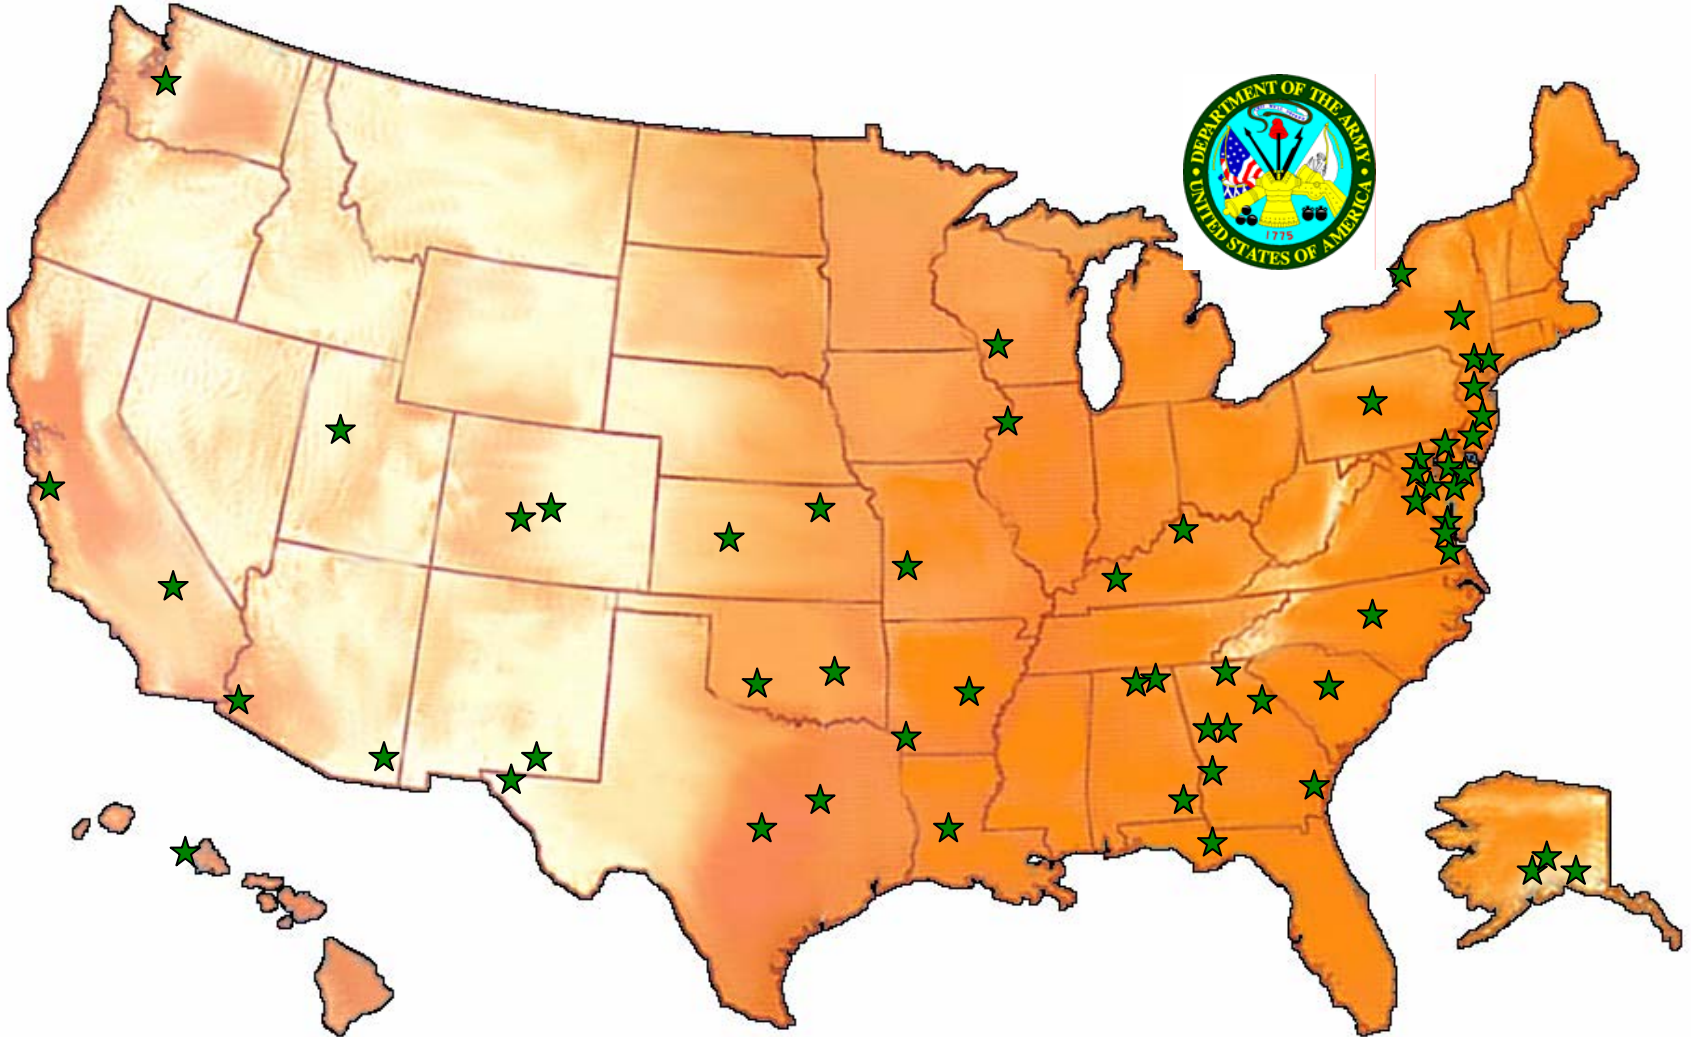 DEPARTMENT OF THE ARMY
1775
UNITED STATES OF AMERICA